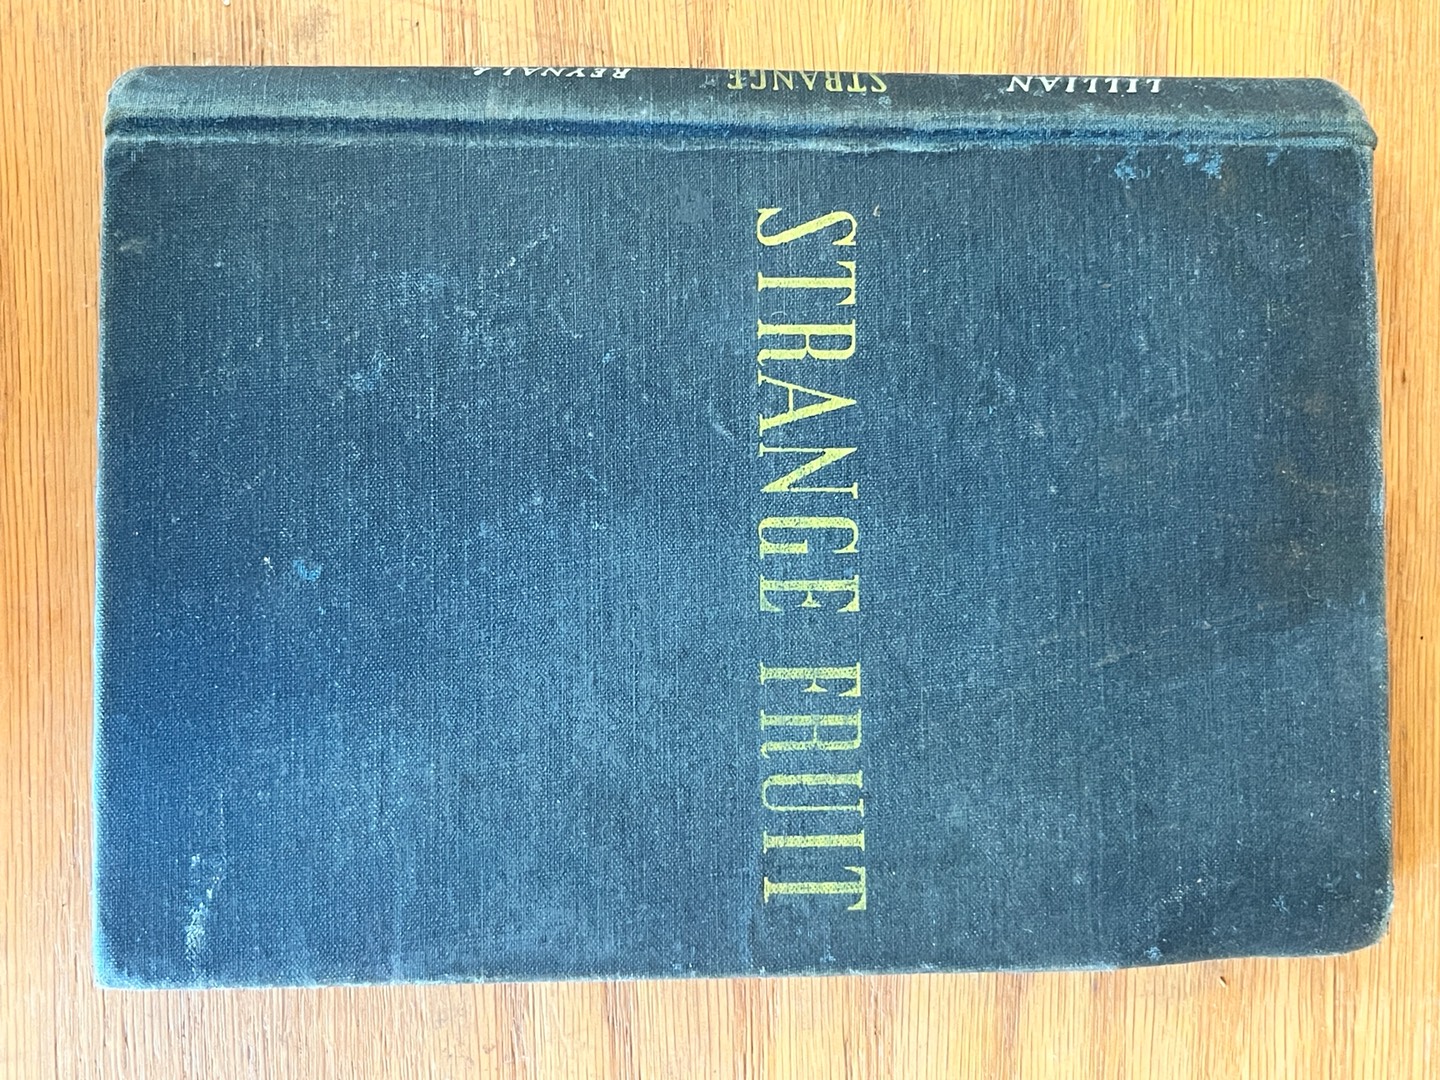 STRANGE FRUIT
LILLIAN
STRANGE
REYNAL &